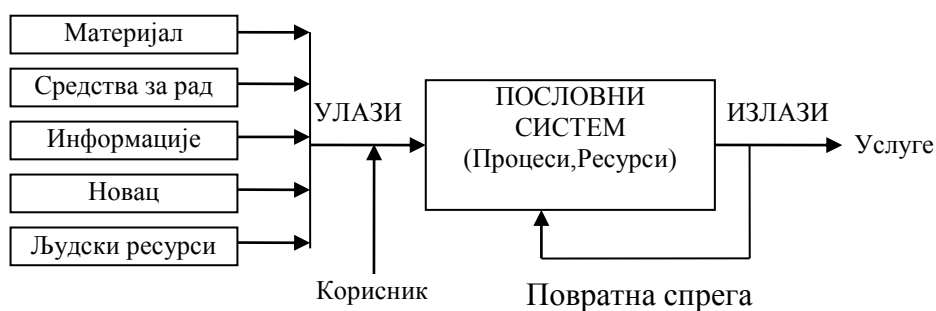 Материјал
Средства за рад
Информације
Новац
Људски ресурси
УЛАЗИ
Корисник
ПОСЛОВНИ
СИСТЕМ
(Процеси,Ресурси)
ИЗЛАЗИ
Услуге
Повратна спрега